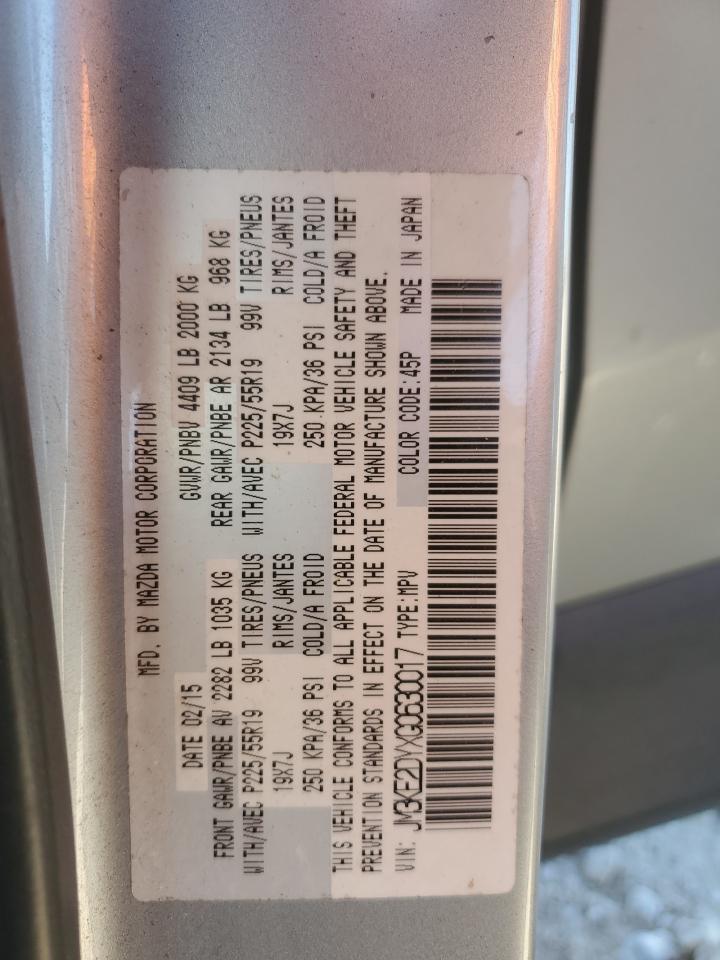 MFD. BY MAZDA MOTOR CORPORATION
DATE 02/15 GVWR/PNBV 4409 LB 2000 KG
FRONT GAWR/PNBE AV 2282 LB 1035 KG REAR GAWR/PNBE AR 2134 LB 968 KG
WITH/AVEC P225/55R19 99V TIRES/PNEUS WITH/AVEC P225/55R19 99V TIRES/PNEUS
19X7J RIMS/JANTES 19X7J RIMS/JANTES
250 KPA/36 PSI COLD/A FROID 250 KPA/36 PSI COLD/A FROID
THIS VEHICLE CONFORMS TO ALL APPLICABLE FEDERAL MOTOR VEHICLE SAFETY AND THEFT
PREVENTION STANDARDS IN EFFECT ON THE DATE OF MANUFACTURE SHOWN ABOVE.
VIN: JM3KE2DYXG0630017 TYPE:MPV COLOR CODE:45P MADE IN JAPAN